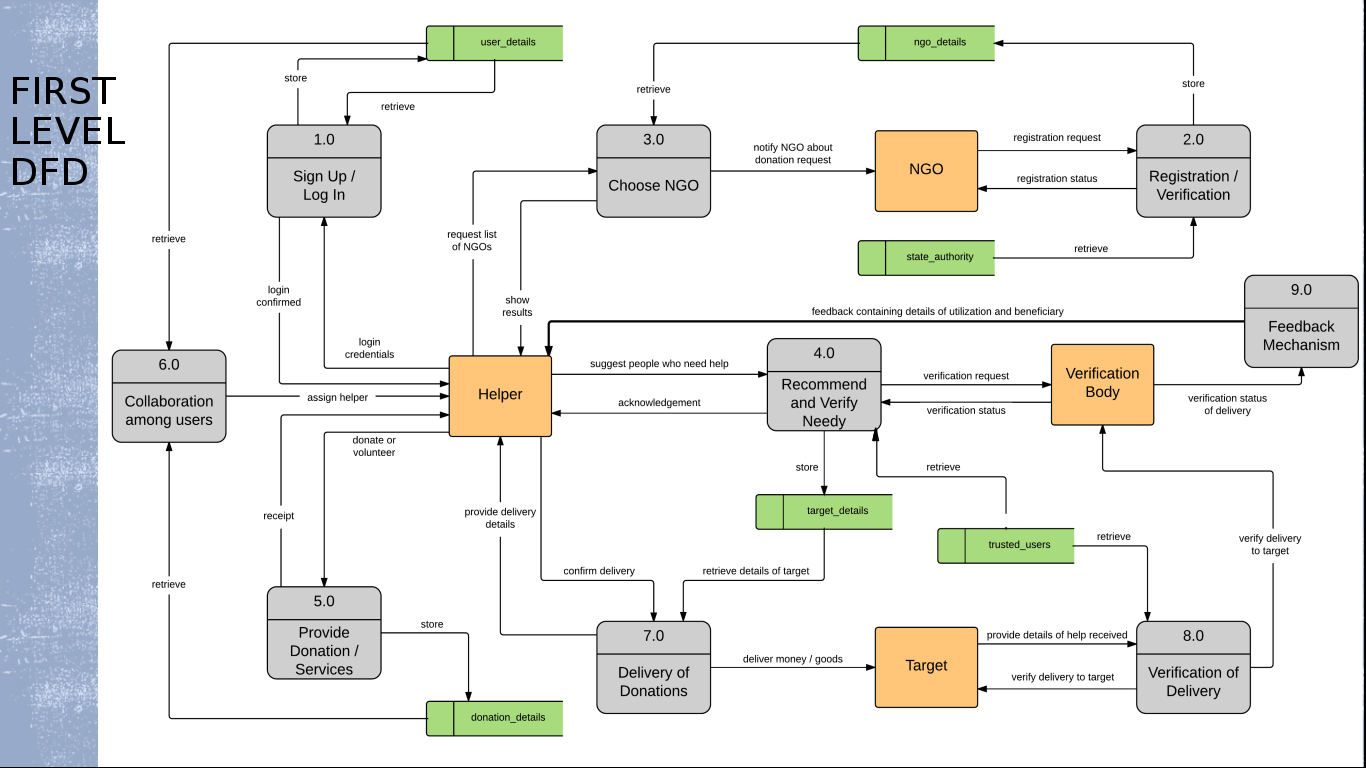 FIRST
LEVEL
DFD
user_details
ngo_details
store
retrieve
retrieve
store
1.0
Sign Up /
Log In
3.0
Choose NGO
notify NGO about
donation request
NGO
registration request
registration status
2.0
Registration /
Verification
retrieve
request list
of NGOs
state_authority
retrieve
login
confirmed
show
results
9.0
Feedback
Mechanism
feedback containing details of utilization and beneficiary
login
credentials
6.0
Collaboration
among users
assign helper
Helper
suggest people who need help
acknowledgement
4.0
Recommend
and Verify
Needy
verification request
verification status
Verification
Body
verification status
of delivery
donate or
volunteer
store
retrieve
receipt
provide delivery
details
target_details
trusted_users
retrieve
verify delivery
to target
retrieve
confirm delivery
retrieve details of target
5.0
Provide
Donation /
Services
store
7.0
Delivery of
Donations
deliver money / goods
Target
provide details of help received
verify delivery to target
8.0
Verification of
Delivery
donation_details